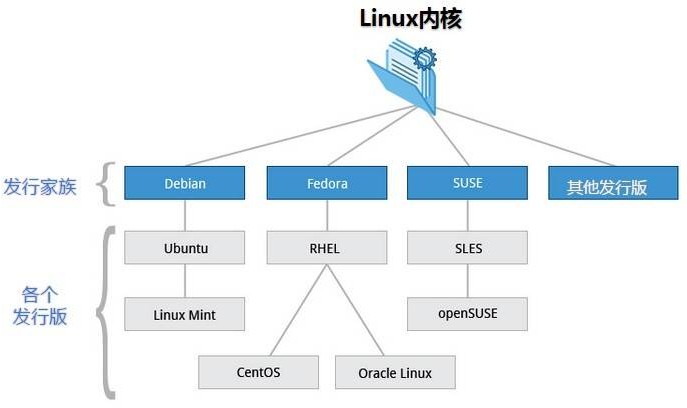 Linux内核
发行家族
Debian
Fedora
SUSE
其他发行版
各个
发行版
Ubuntu
RHEL
SLES
Linux Mint
openSUSE
CentOS
Oracle Linux